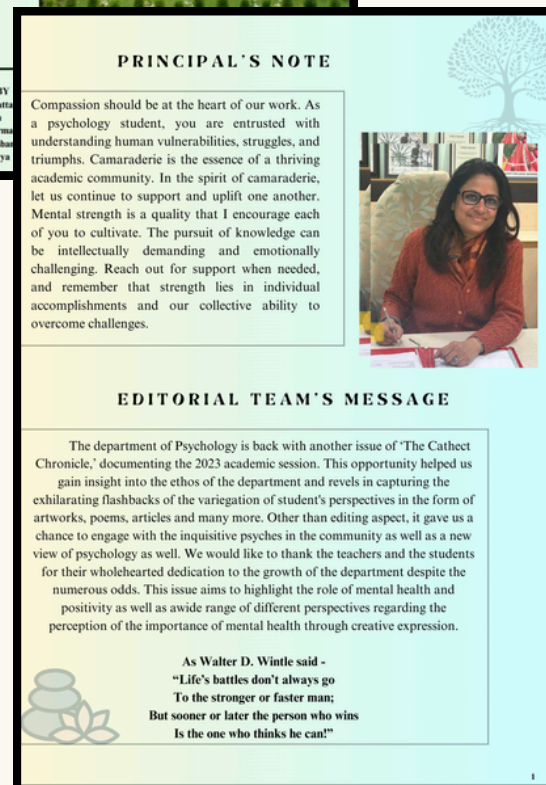 PRINCIPAL'S NOTE
Compassion should be at the heart of our work. As
a psychology student, you are entrusted with
understanding human vulnerabilities, struggles, and
triumphs. Camaraderie is the essence of a thriving
academic community. In the spirit of camaraderie,
let us continue to support and uplift one another.
Mental strength is a quality that I encourage each
of you to cultivate. The pursuit of knowledge can
be intellectually demanding and emotionally
challenging. Reach out for support when needed,
and remember that strength lies in individual
accomplishments and our collective ability to
overcome challenges.
EDITORIAL TEAM'S MESSAGE
The department of Psychology is back with another issue of ‘The Cathect
Chronicle,’ documenting the 2023 academic session. This opportunity helped us
gain insight into the ethos of the department and revels in capturing the
exhilarating flashbacks of the variegation of student's perspectives in the form of
artworks, poems, articles and many more. Other than editing aspect, it gave us a
chance to engage with the inquisitive psyches in the community as well as a new
view of psychology as well. We would like to thank the teachers and the students
for their wholehearted dedication to the growth of the department despite the
numerous odds. This issue aims to highlight the role of mental health and
positivity as well as awide range of different perspectives regarding the
perception of the importance of mental health through creative expression.
As Walter D. Wintle said -
“Life's battles don't always go
To the stronger or faster man;
But sooner or later the person who wins
Is the one who thinks he can!”
1